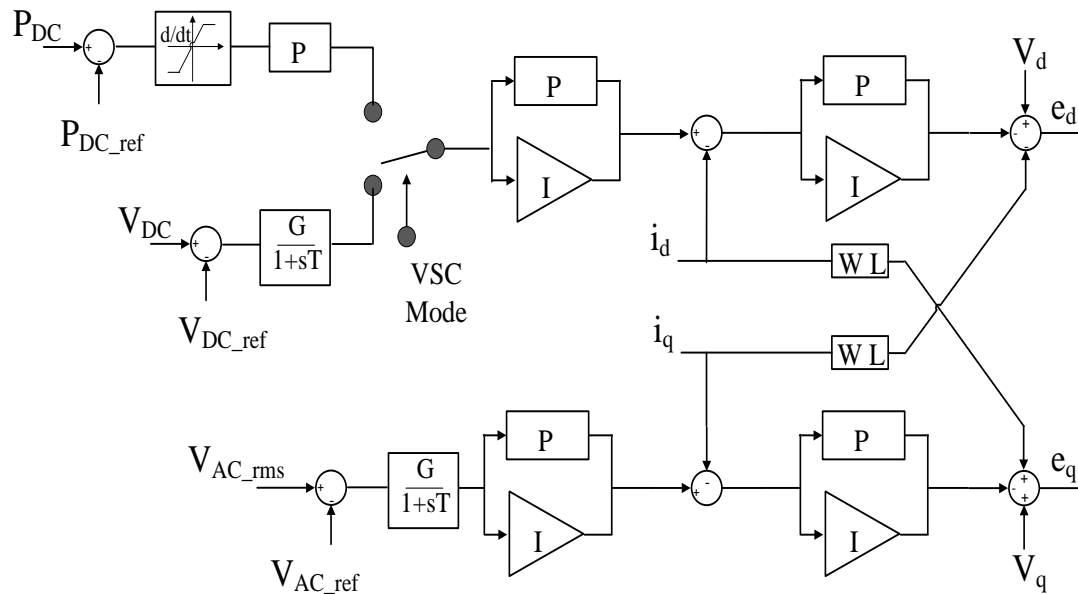 P_DC
d/dt
P
P_DC_ref
V_DC
G
1+sT
V_DC_ref
VSC
Mode
P
I
P
I
V_d
e_d
i_d
W L
i_q
W L
V_AC_rms
G
1+sT
V_AC_ref
P
I
P
I
e_q
V_q